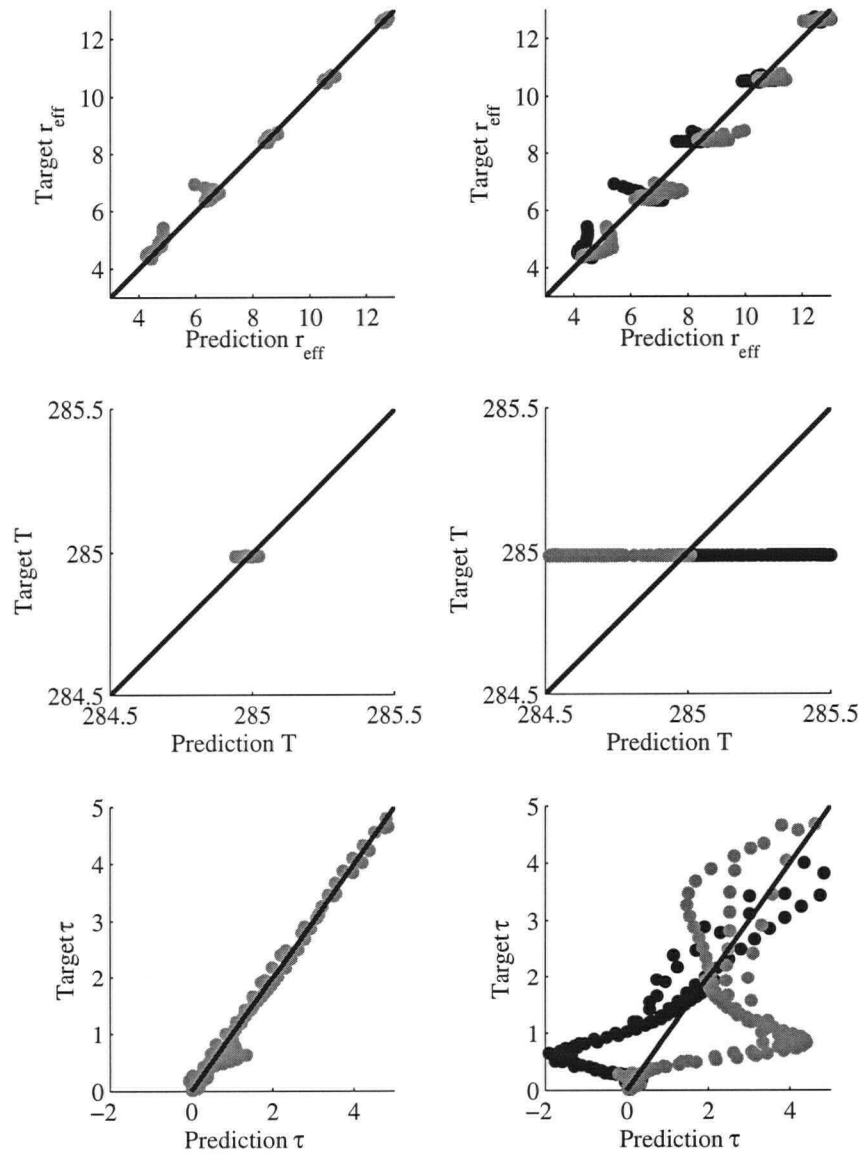 12
10
8
6
4
Target r_eff
4 6 8 10 12
Prediction r_eff
12
10
8
6
4
Target r_eff
4 6 8 10 12
Prediction r_eff
285.5
285
284.5
Target T
284.5 285 285.5
Prediction T
285.5
285
284.5
Target T
284.5 285 285.5
Prediction T
5
4
3
2
1
0
Target τ
−2 0 2 4
Prediction τ
5
4
3
2
1
0
Target τ
−2 0 2 4
Prediction τ